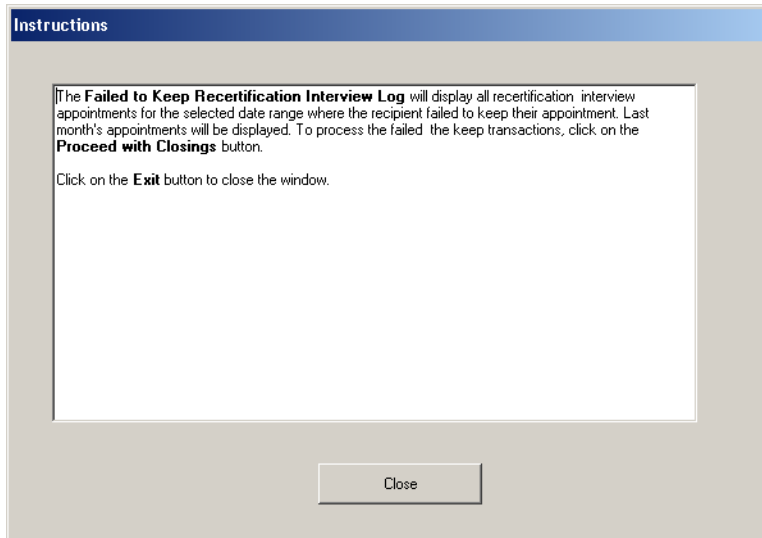 Instructions
The Failed to Keep Recertification Interview Log will display all recertification interview
appointments for the selected date range where the recipient failed to keep their appointment. Last
month's appointments will be displayed. To process the failed the keep transactions, click on the
Proceed with Closings button.
Click on the Exit button to close the window.
Close